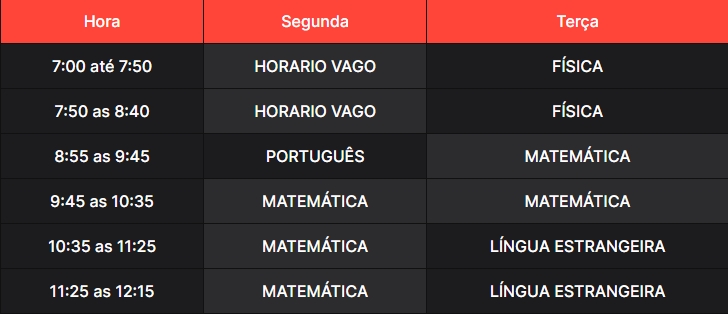 Hora Segunda Terça
7:00 até 7:50 HORARIO VAGO FÍSICA
7:50 as 8:40 HORARIO VAGO FÍSICA
8:55 as 9:45 PORTUGUÊS MATEMÁTICA
9:45 as 10:35 MATEMÁTICA MATEMÁTICA
10:35 as 11:25 MATEMÁTICA LÍNGUA ESTRANGEIRA
11:25 as 12:15 MATEMÁTICA LÍNGUA ESTRANGEIRA